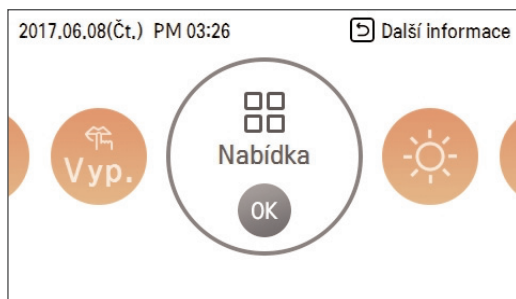 2017.06.08(Čt.) PM 03:26
Další informace
Vyp.
Nabídka
OK